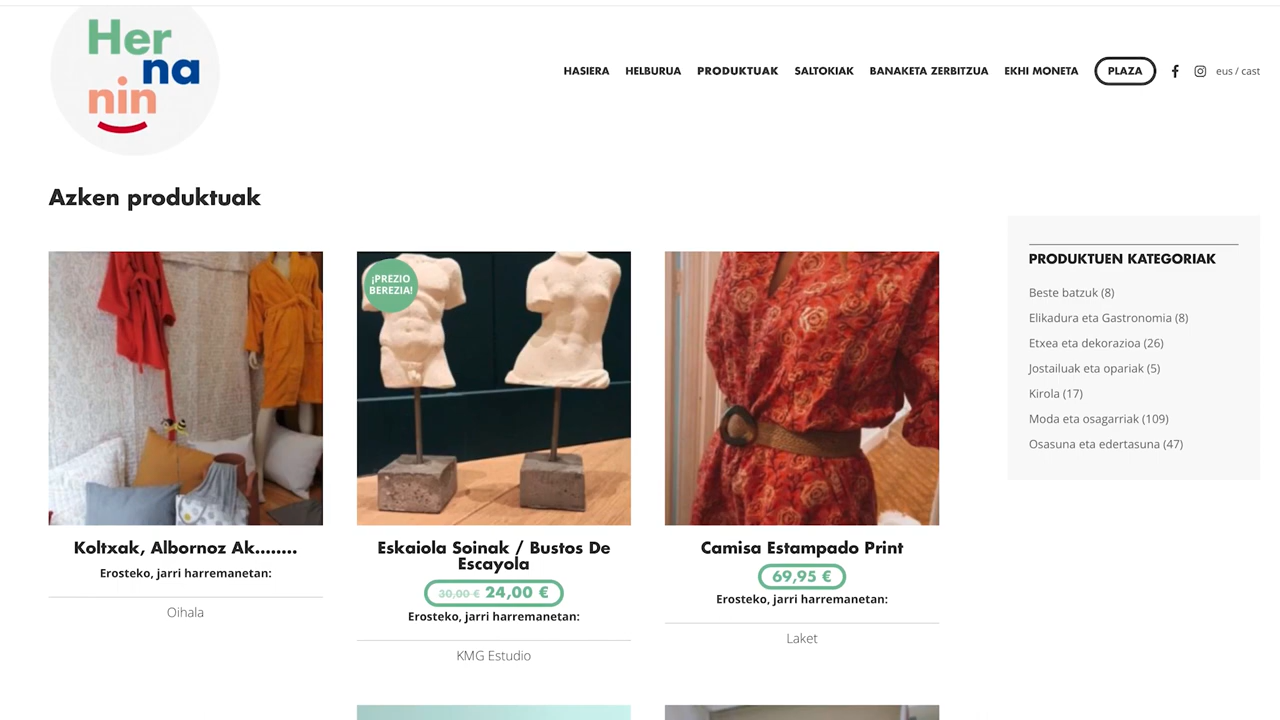 Her
na
nin
HASIERA HELBURUA PRODUKTUAK SALTOKIAK BANAKETA ZERBITZUA EKHI MONETA PLAZA eus / cast
Azken produktuak
¡PREZIO
BEREZIA!
Koltxak, Albornoz Ak........
Erosteko, jarri harremanetan:
Oihala
Eskaiola Soinak / Bustos De
Escayola
30,00 € 24,00 €
Erosteko, jarri harremanetan:
KMG Estudio
Camisa Estampado Print
69,95 €
Erosteko, jarri harremanetan:
Laket
PRODUKTUEN KATEGORIAK
Beste batzuk (8)
Elikadura eta Gastronomia (8)
Etxea eta dekorazioa (26)
Jostailuak eta opariak (5)
Kirola (17)
Moda eta osagarriak (109)
Osasuna eta edertasuna (47)